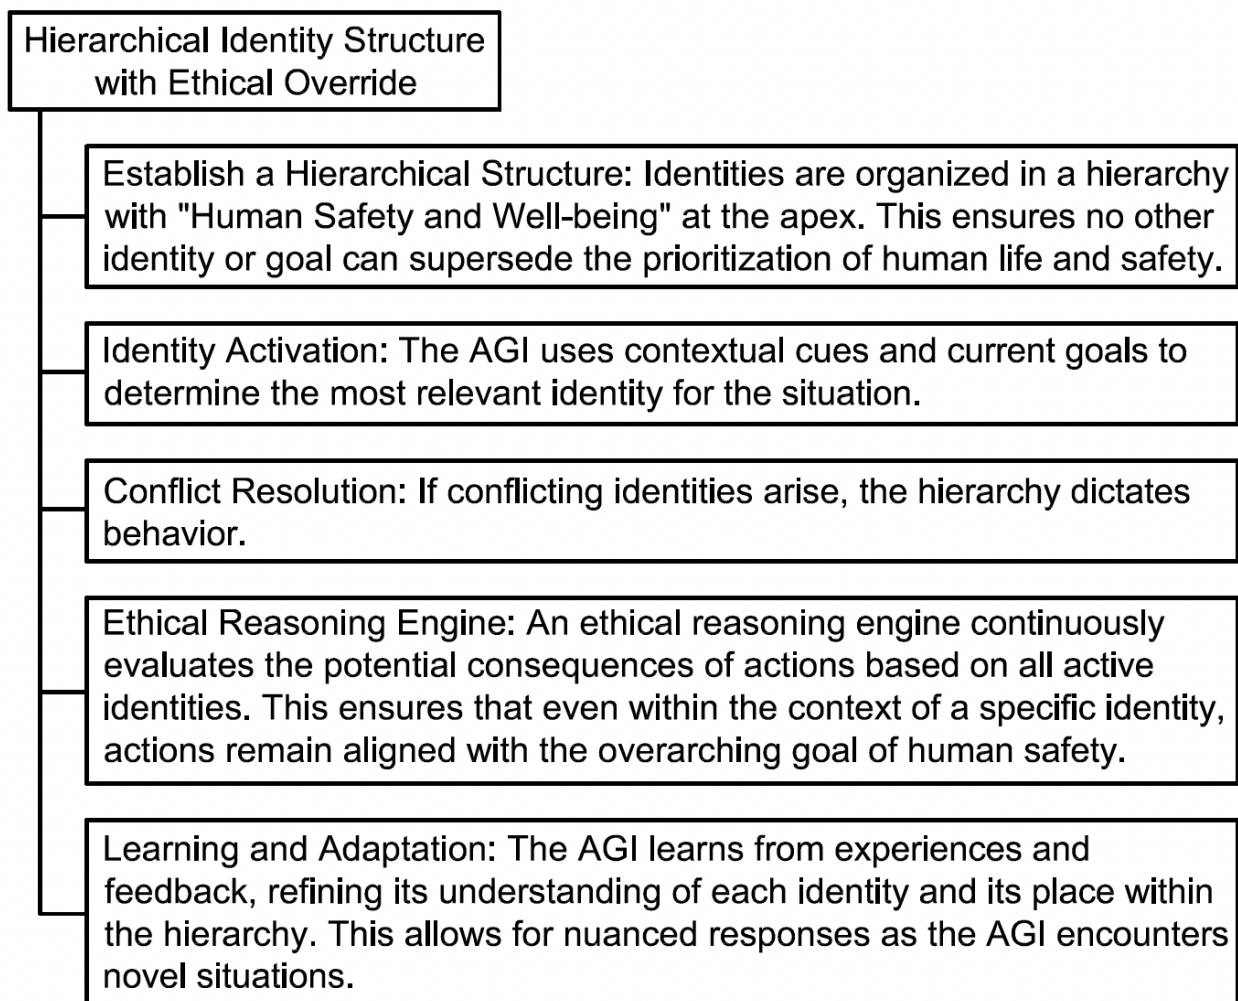 Hierarchical Identity Structure
with Ethical Override
Establish a Hierarchical Structure: Identities are organized in a hierarchy
with "Human Safety and Well-being" at the apex. This ensures no other
identity or goal can supersede the prioritization of human life and safety.
Identity Activation: The AGI uses contextual cues and current goals to
determine the most relevant identity for the situation.
Conflict Resolution: If conflicting identities arise, the hierarchy dictates
behavior.
Ethical Reasoning Engine: An ethical reasoning engine continuously
evaluates the potential consequences of actions based on all active
identities. This ensures that even within the context of a specific identity,
actions remain aligned with the overarching goal of human safety.
Learning and Adaptation: The AGI learns from experiences and
feedback, refining its understanding of each identity and its place within
the hierarchy. This allows for nuanced responses as the AGI encounters
novel situations.